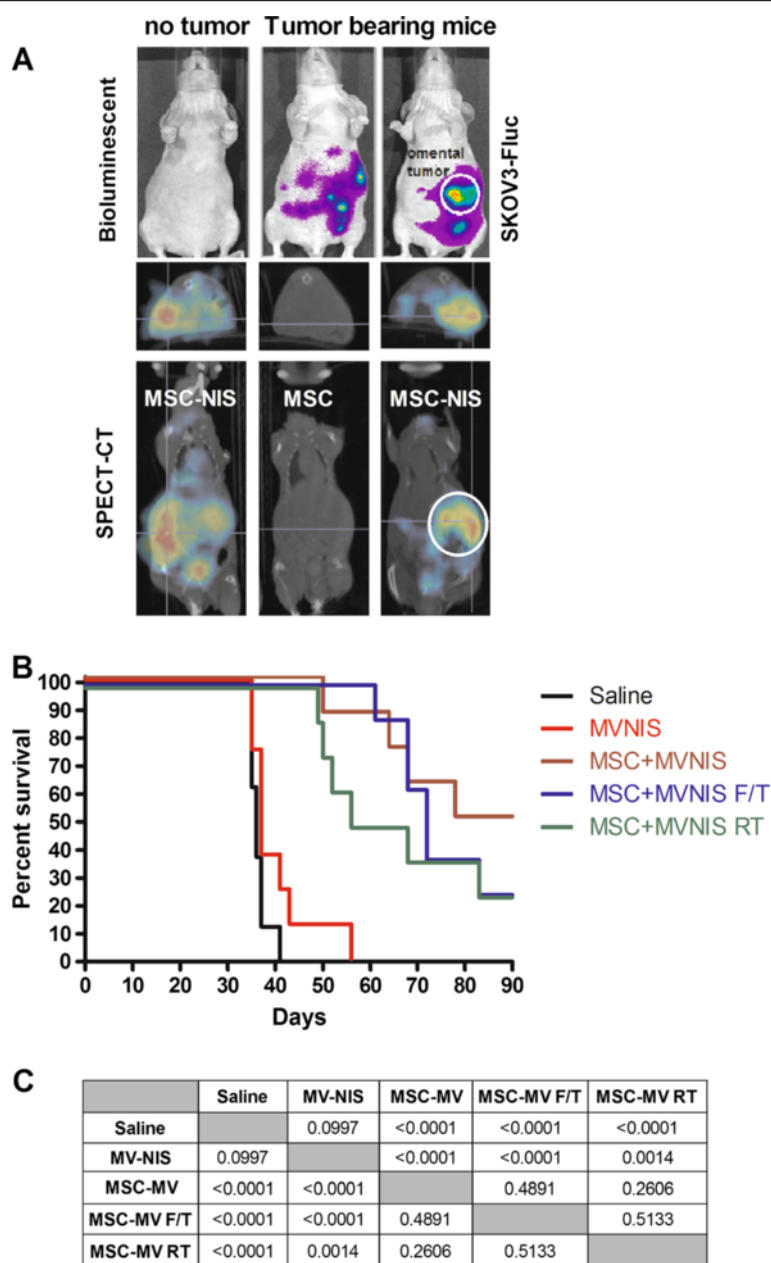 no tumor Tumor bearing mice
A
Bioluminescent
omental
tumor
SKOV3-Fluc
SPECT-CT
MSC-NIS MSC MSC-NIS
B
Percent survival
100
90
80
70
60
50
40
30
20
10
0
0 10 20 30 40 50 60 70 80 90
Days
Saline
MVNIS
MSC+MVNIS
MSC+MVNIS F/T
MSC+MVNIS RT
C
Saline MV-NIS MSC-MV MSC-MV F/T MSC-MV RT
Saline 0.0997 <0.0001 <0.0001 <0.0001
MV-NIS 0.0997 <0.0001 <0.0001 0.0014
MSC-MV <0.0001 <0.0001 0.4891 0.2606
MSC-MV F/T <0.0001 <0.0001 0.4891 0.5133
MSC-MV RT <0.0001 0.0014 0.2606 0.5133